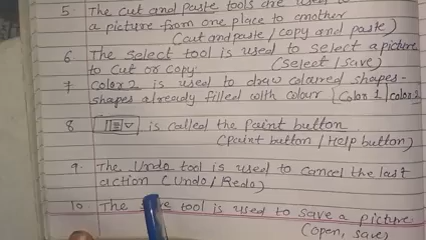 5. The cut and paste tools are used to
a picture from one place to another
(cut and paste / copy and paste)
6. The select tool is used to select a picture
to cut or copy. (select / save)
7 Color 2 is used to draw colared shapes-
shapes already filled with colour (Color 1 / color 2
8 is called the Paint button
(Paint button / Help button)
9. The Undo tool is used to cancel the last
action (Undo / Redo)
10. The tool is used to save a picture.
(open, save)